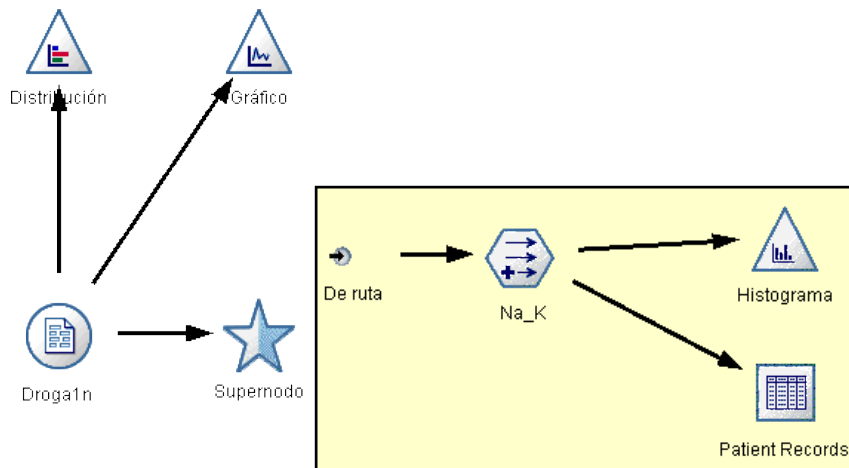 Distribución
Gráfico
De ruta
Na_K
Histograma
Droga1n
Supernodo
Patient Records